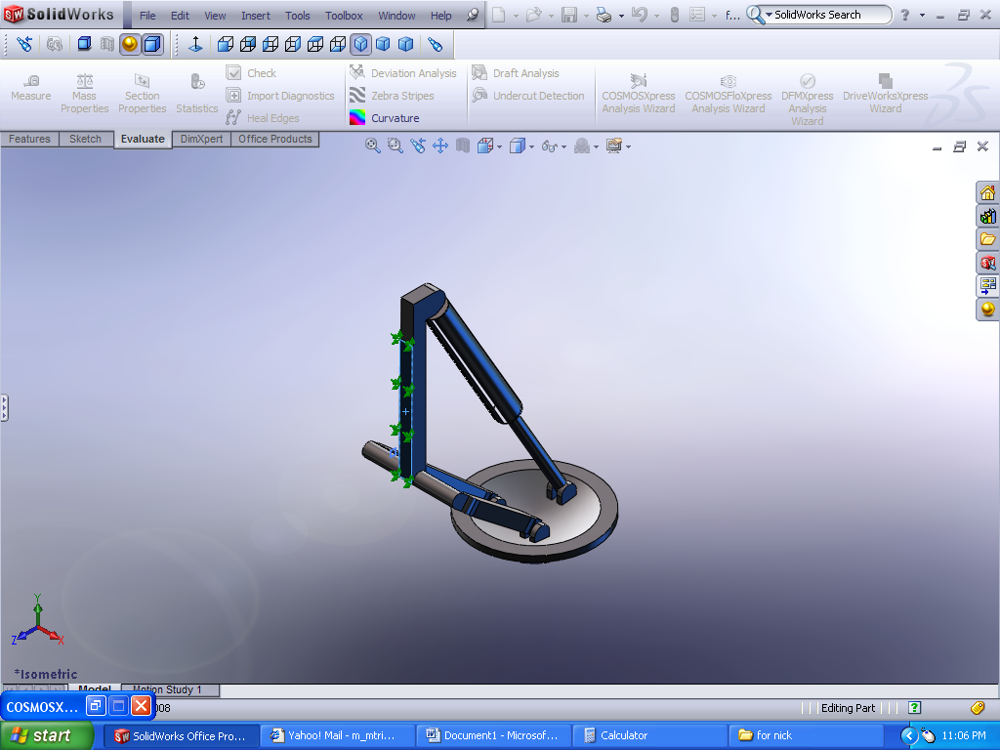 SolidWorks File Edit View Insert Tools Toolbox Window Help f... SolidWorks Search ?
Measure
Mass Properties
Section Properties
Statistics
Check
Import Diagnostics
Heal Edges
Deviation Analysis
Zebra Stripes
Curvature
Draft Analysis
Undercut Detection
COSMOSXpress Analysis Wizard
COSMOSFloXpress Analysis Wizard
DFMXpress Analysis Wizard
DriveWorksXpress Wizard
Features Sketch Evaluate DimXpert Office Products
Y
Z X
*Isometric
Model Motion Study 1
COSMOSX... 008 Editing Part ?
start SolidWorks Office Pro... Yahoo! Mail - m_mtri... Document1 - Microsof... Calculator for nick 11:06 PM